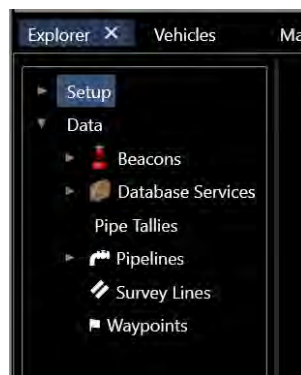 Explorer Vehicles Ma
Setup
Data
Beacons
Database Services
Pipe Tallies
Pipelines
Survey Lines
Waypoints